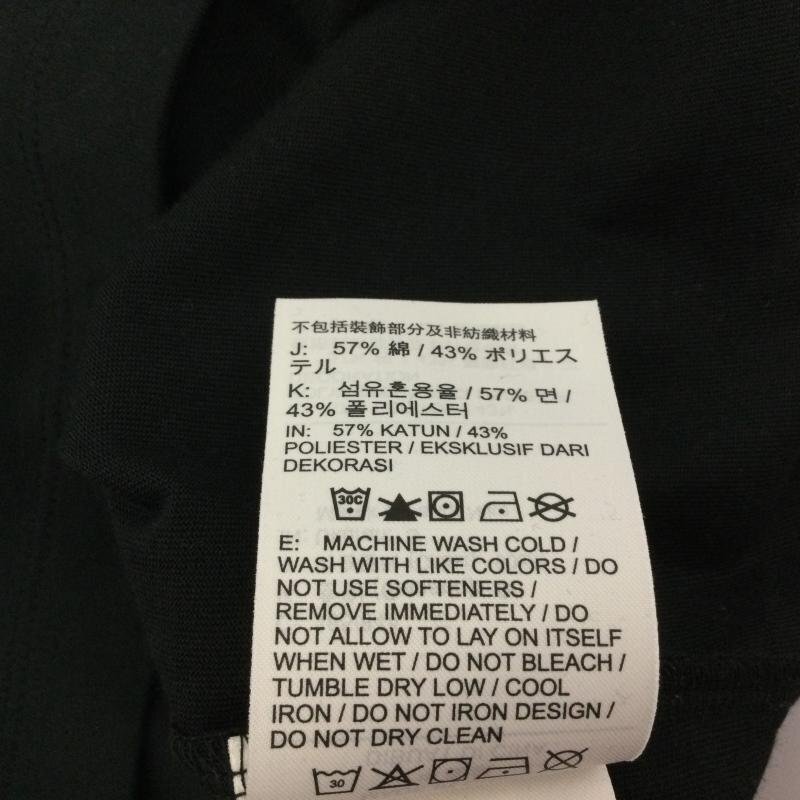 不包括裝飾部分及非紡織材料
J: 57% 綿 / 43% ポリエス
テル
K: 섬유혼용율 / 57% 면 /
43% 폴리에스터
IN: 57% KATUN / 43%
POLIESTER / EKSKLUSIF DARI
DEKORASI
30C
E: MACHINE WASH COLD /
WASH WITH LIKE COLORS / DO
NOT USE SOFTENERS /
REMOVE IMMEDIATELY / DO
NOT ALLOW TO LAY ON ITSELF
WHEN WET / DO NOT BLEACH /
TUMBLE DRY LOW / COOL
IRON / DO NOT IRON DESIGN /
DO NOT DRY CLEAN
30